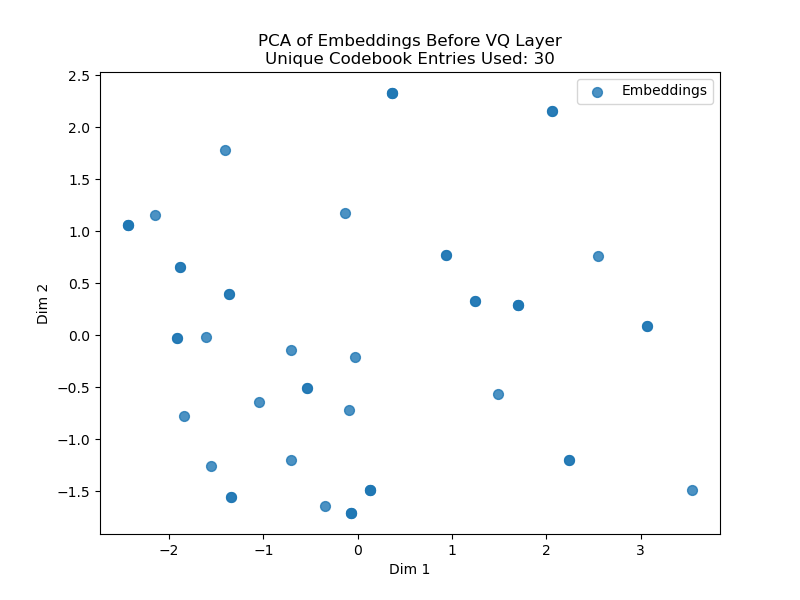 PCA of Embeddings Before VQ Layer
Unique Codebook Entries Used: 30
Embeddings
2.5
2.0
1.5
1.0
0.5
0.0
−0.5
−1.0
−1.5
Dim 2
−2 −1 0 1 2 3
Dim 1